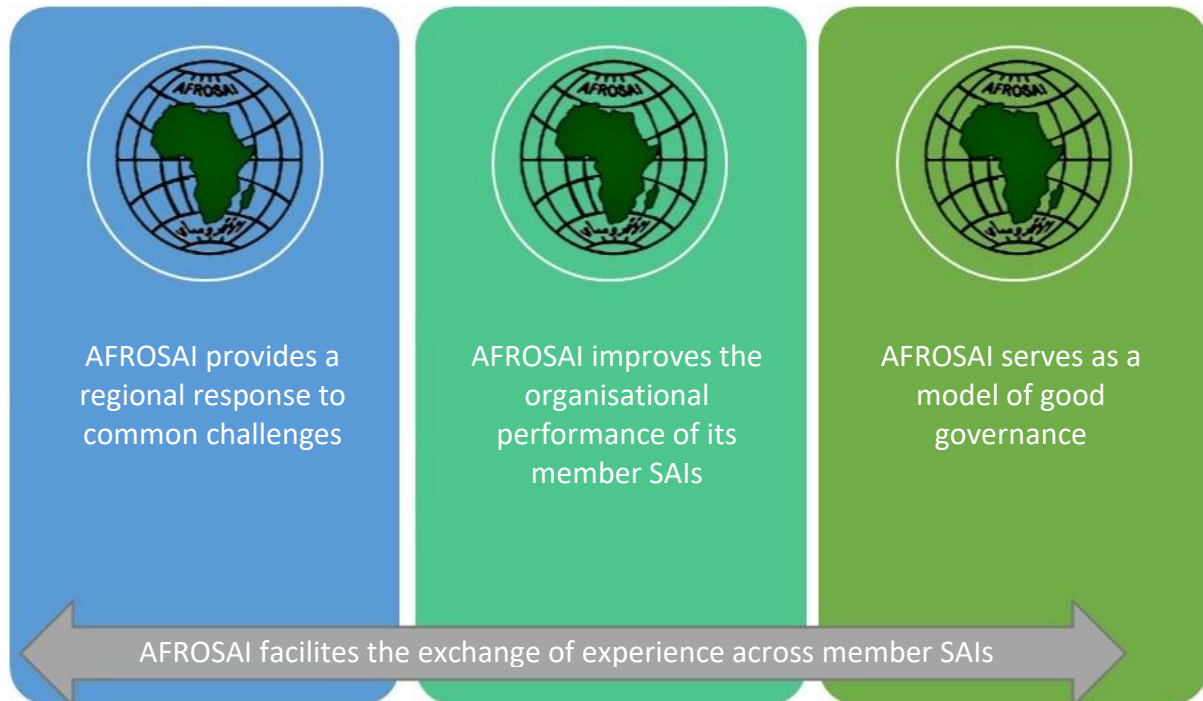 AFROSAI
AFROSAI
AFROSAI
AFROSAI provides a
regional response to
common challenges
AFROSAI improves the
organisational
performance of its
member SAIs
AFROSAI serves as a
model of good
governance
AFROSAI facilites the exchange of experience across member SAIs